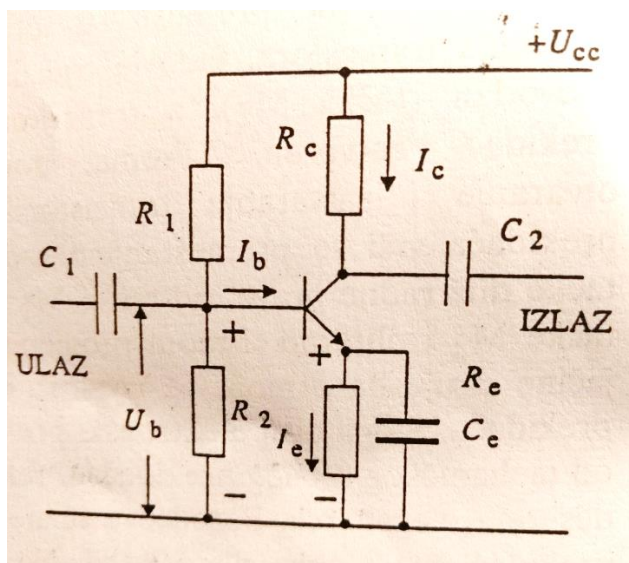 +Ucc
Rc
Ic
R1
C1
Ib
C2
+
+
IZLAZ
ULAZ
Re
Ub
R2
Ie
Ce
−
−